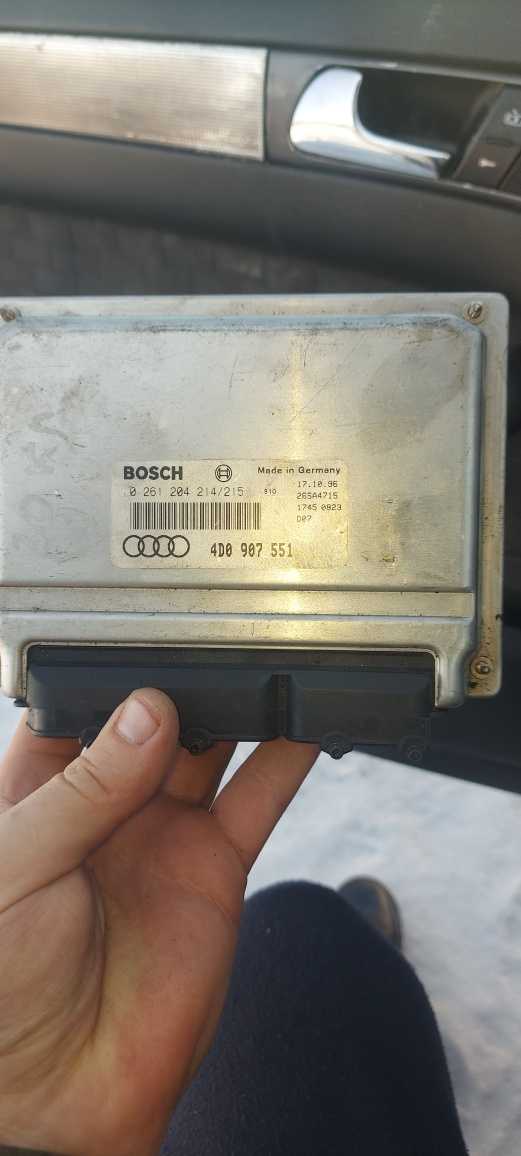 BOSCH
Made in Germany
0 261 204 214/215
17.10.96
26SA4715
1745 0823
D07
4D0 907 551